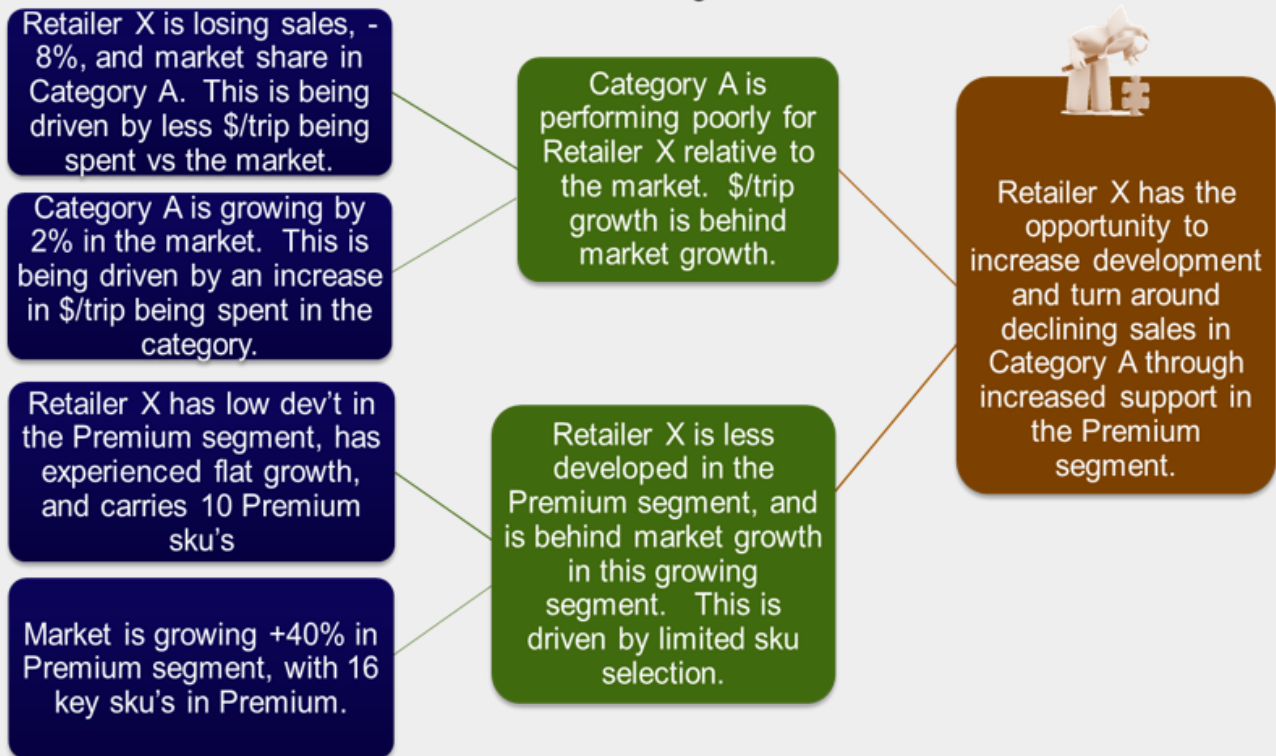 Retailer X is losing sales, -
8%, and market share in
Category A.  This is being
driven by less $/trip being
spent vs the market.
Category A is growing by
2% in the market.  This is
being driven by an increase
in $/trip being spent in the
category.
Retailer X has low dev't in
the Premium segment, has
experienced flat growth,
and carries 10 Premium
sku's
Market is growing +40% in
Premium segment, with 16
key sku's in Premium.
Category A is
performing poorly for
Retailer X relative to
the market.  $/trip
growth is behind
market growth.
Retailer X is less
developed in the
Premium segment, and
is behind market growth
in this growing
segment.   This is
driven by limited sku
selection.
Retailer X has the
opportunity to
increase development
and turn around
declining sales in
Category A through
increased support in
the Premium
segment.